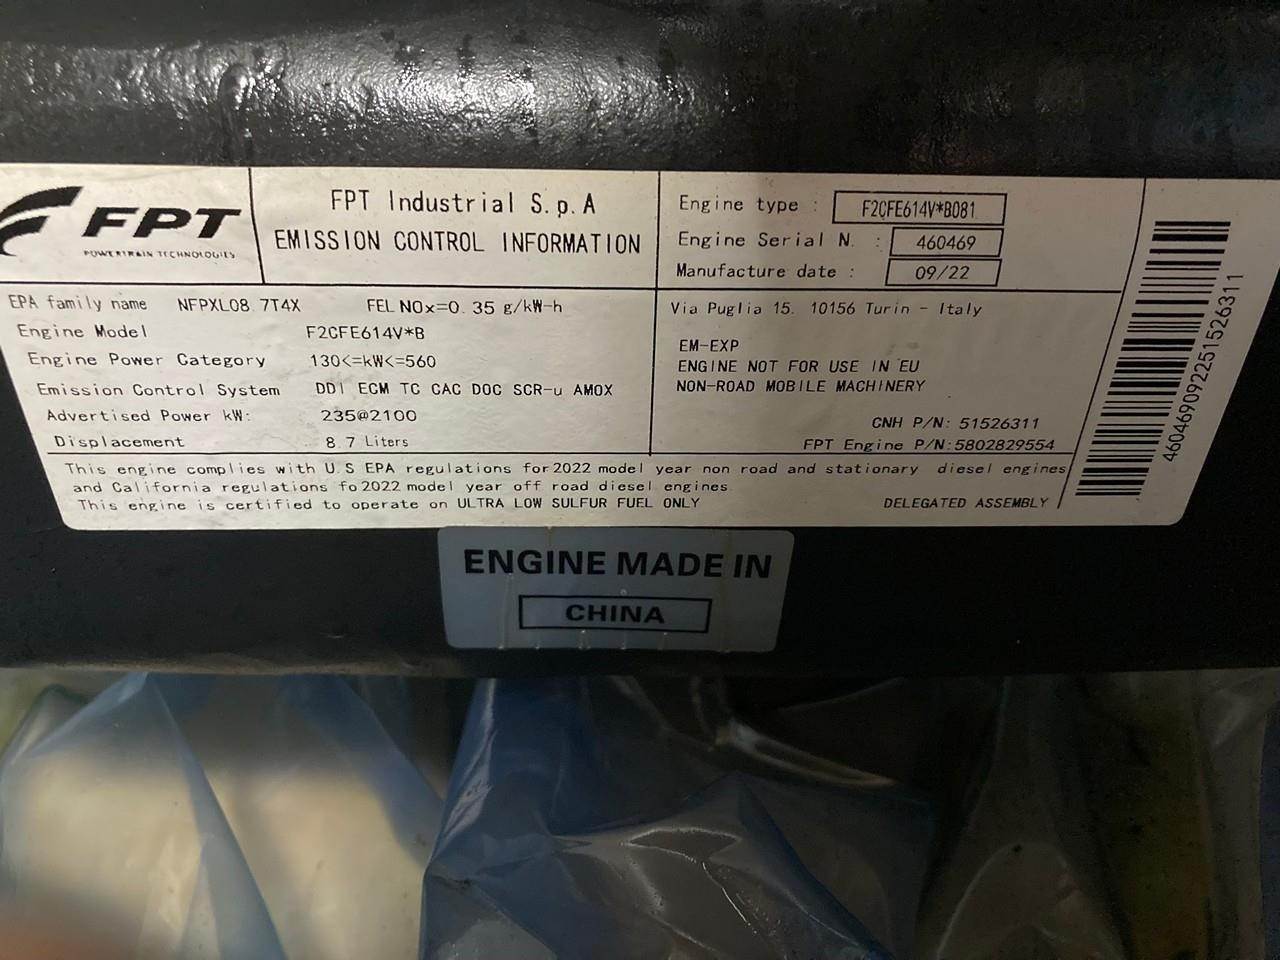 FPT
POWERTRAIN TECHNOLOGIES
FPT Industrial S.p.A
EMISSION CONTROL INFORMATION
Engine type : F2CFE614V*B081
Engine Serial N. : 460469
Manufacture date : 09/22
EPA family name NFPXL08.7T4X FEL NOx=0.35 g/kW-h
Engine Model F2CFE614V*B
Engine Power Category 130<=kW<=560
Emission Control System DDI ECM TC CAC DOC SCR-u AMOX
Advertised Power kW: 235@2100
Displacement 8.7 Liters
Via Puglia 15. 10156 Turin - Italy
EM-EXP
ENGINE NOT FOR USE IN EU
NON-ROAD MOBILE MACHINERY
CNH P/N: 51526311
FPT Engine P/N:5802829554
This engine complies with U.S EPA regulations for 2022 model year non road and stationary diesel engines
and California regulations fo 2022 model year off road diesel engines
This engine is certified to operate on ULTRA LOW SULFUR FUEL ONLY
DELEGATED ASSEMBLY
46046909225151526311
ENGINE MADE IN
CHINA